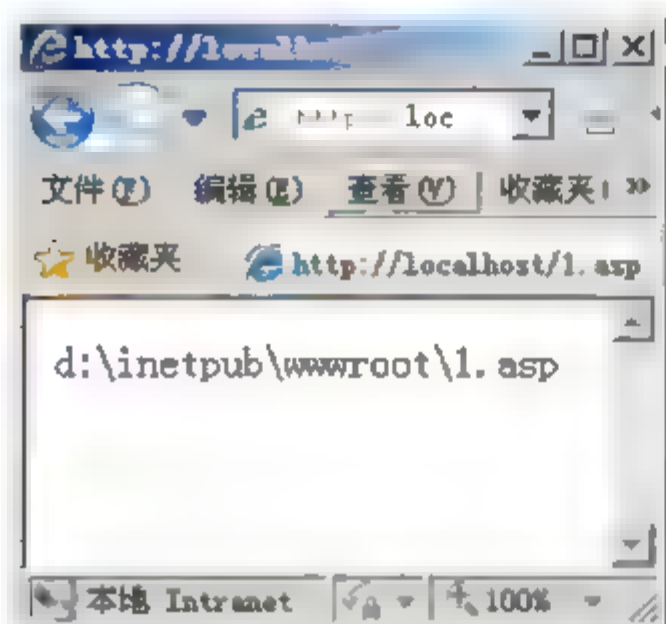 http://
loc
文件(F) 编辑(E) 查看(V) 收藏夹
收藏夹 http://localhost/1.asp
d:\inetpub\wwwroot\1.asp
本地 Intranet 100%